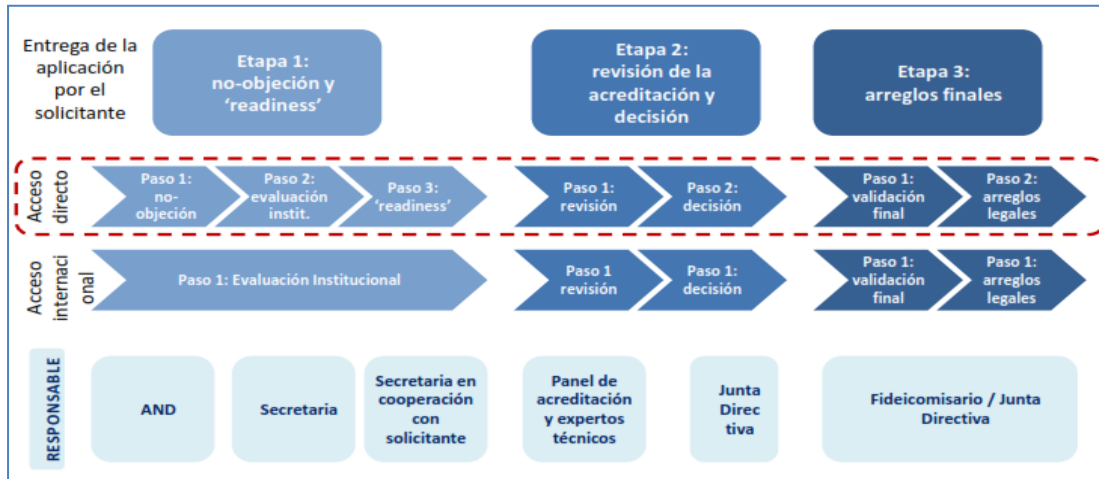 Entrega de la
aplicación
por el
solicitante
Etapa 1:
no-objeción y
‘readiness’
Etapa 2:
revisión de la
acreditación y
decisión
Etapa 3:
arreglos finales
Acceso
directo
Paso 1:
no-
objeción
Paso 2:
evaluación
instit.
Paso 3:
‘readiness’
Paso 1:
revisión
Paso 2:
decisión
Paso 1:
validación
final
Paso 2:
arreglos
legales
Acceso
internaci
onal
Paso 1: Evaluación Institucional
Paso 1
revisión
Paso 1:
decisión
Paso 1:
validación
final
Paso 1:
arreglos
legales
RESPONSABLE
AND
Secretaria
Secretaria en
cooperación
con
solicitante
Panel de
acreditación
y expertos
técnicos
Junta
Direc
tiva
Fideicomisario / Junta
Directiva